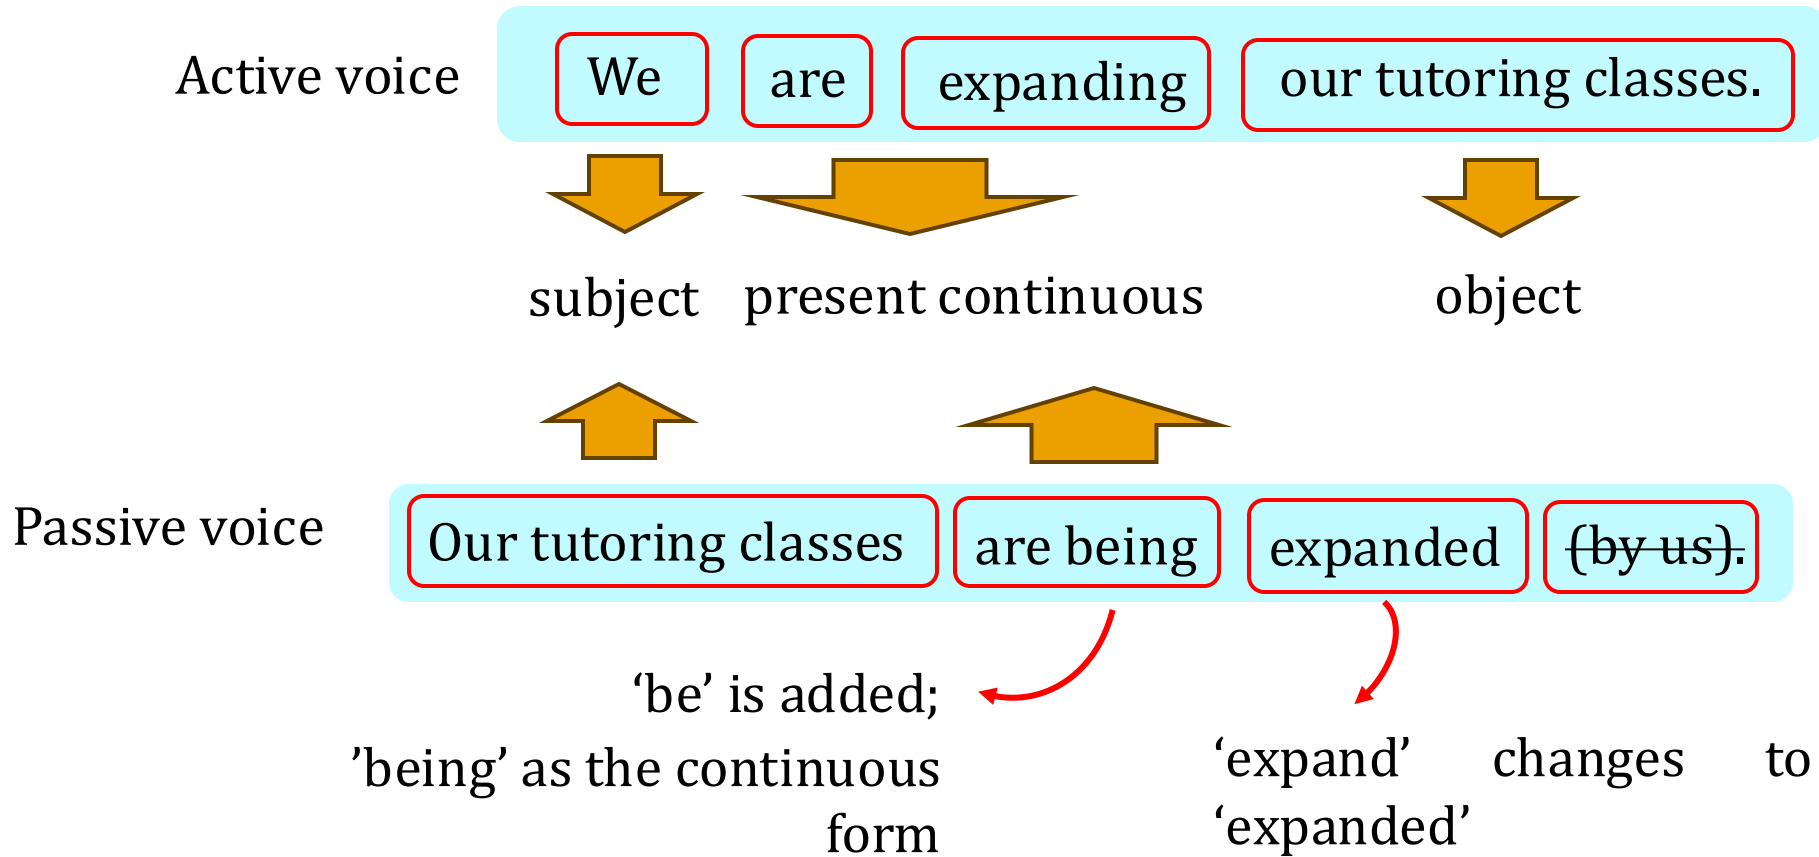 Active voice We are expanding our tutoring classes.
subject present continuous object
Passive voice Our tutoring classes are being expanded (by us).
‘be’ is added;
’being’ as the continuous
form
‘expand’ changes to
‘expanded’